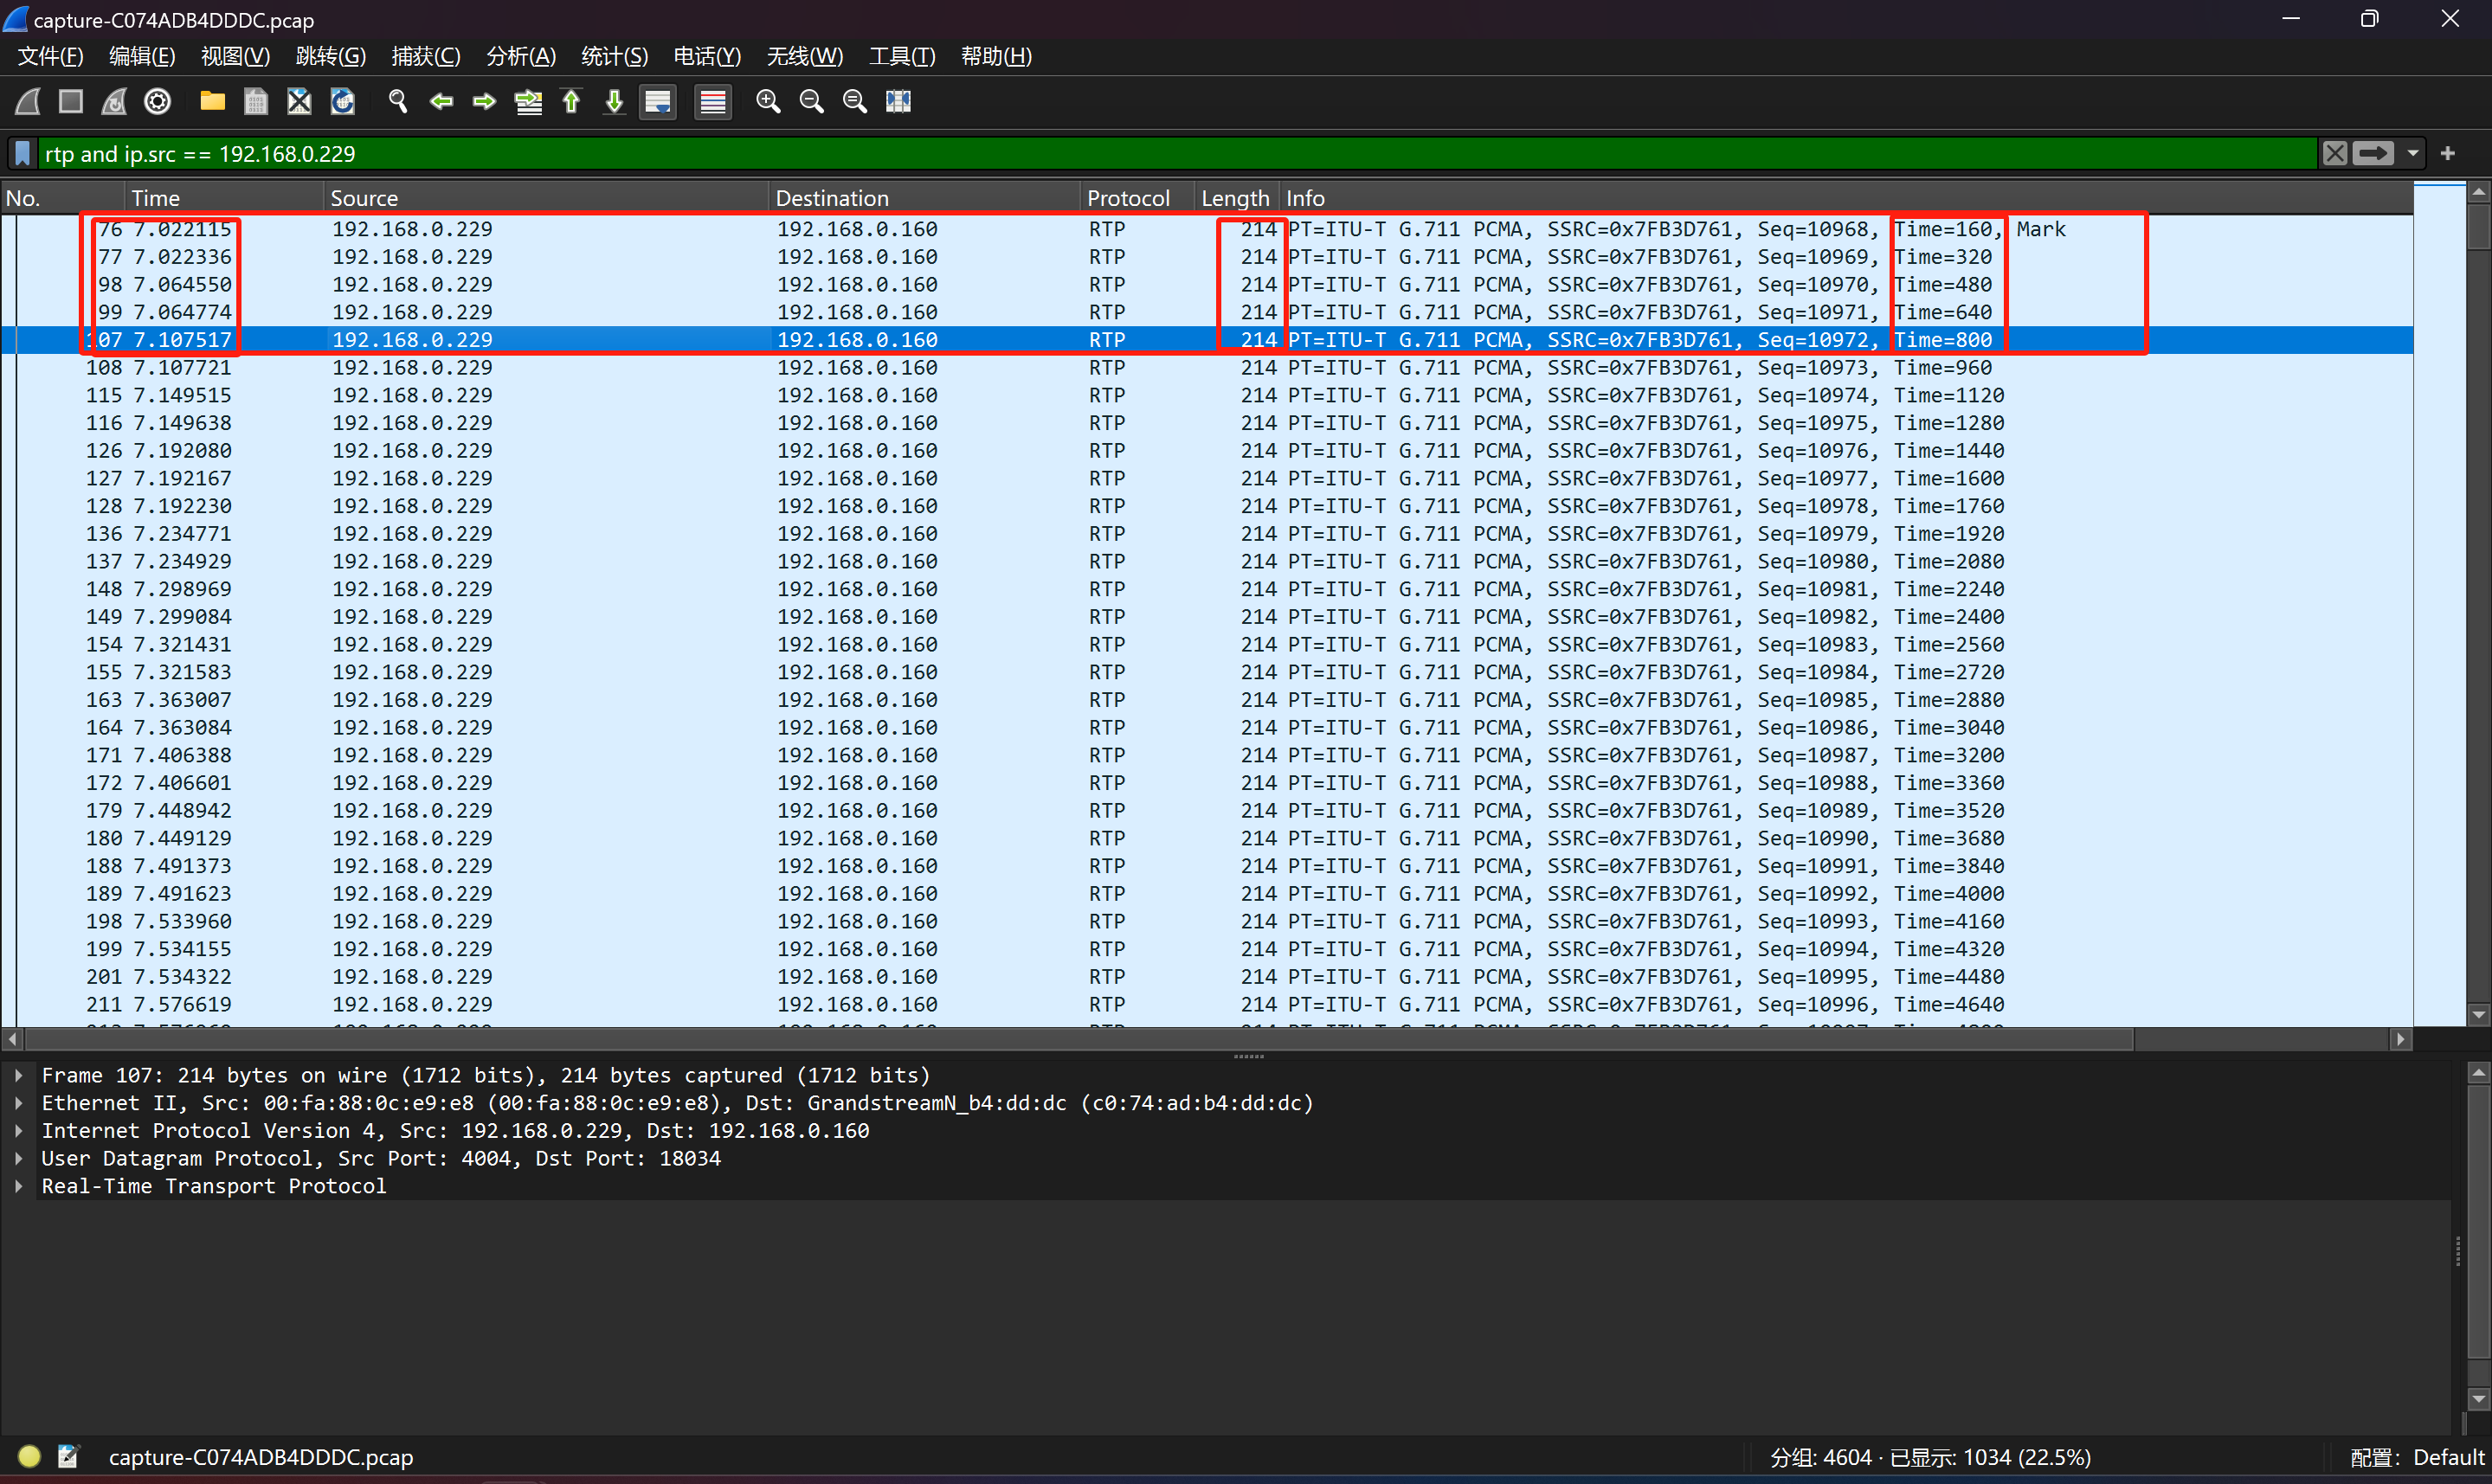 capture-C074ADB4DDDC.pcap
文件(F) 编辑(E) 视图(V) 跳转(G) 捕获(C) 分析(A) 统计(S) 电话(Y) 无线(W) 工具(T) 帮助(H)
rtp and ip.src == 192.168.0.229
No. Time Source Destination Protocol Length Info
76 7.022115 192.168.0.229 192.168.0.160 RTP 214 PT=ITU-T G.711 PCMA, SSRC=0x7FB3D761, Seq=10968, Time=160, Mark
77 7.022336 192.168.0.229 192.168.0.160 RTP 214 PT=ITU-T G.711 PCMA, SSRC=0x7FB3D761, Seq=10969, Time=320
98 7.064550 192.168.0.229 192.168.0.160 RTP 214 PT=ITU-T G.711 PCMA, SSRC=0x7FB3D761, Seq=10970, Time=480
99 7.064774 192.168.0.229 192.168.0.160 RTP 214 PT=ITU-T G.711 PCMA, SSRC=0x7FB3D761, Seq=10971, Time=640
107 7.107517 192.168.0.229 192.168.0.160 RTP 214 PT=ITU-T G.711 PCMA, SSRC=0x7FB3D761, Seq=10972, Time=800
108 7.107721 192.168.0.229 192.168.0.160 RTP 214 PT=ITU-T G.711 PCMA, SSRC=0x7FB3D761, Seq=10973, Time=960
115 7.149515 192.168.0.229 192.168.0.160 RTP 214 PT=ITU-T G.711 PCMA, SSRC=0x7FB3D761, Seq=10974, Time=1120
116 7.149638 192.168.0.229 192.168.0.160 RTP 214 PT=ITU-T G.711 PCMA, SSRC=0x7FB3D761, Seq=10975, Time=1280
126 7.192080 192.168.0.229 192.168.0.160 RTP 214 PT=ITU-T G.711 PCMA, SSRC=0x7FB3D761, Seq=10976, Time=1440
127 7.192167 192.168.0.229 192.168.0.160 RTP 214 PT=ITU-T G.711 PCMA, SSRC=0x7FB3D761, Seq=10977, Time=1600
128 7.192230 192.168.0.229 192.168.0.160 RTP 214 PT=ITU-T G.711 PCMA, SSRC=0x7FB3D761, Seq=10978, Time=1760
136 7.234771 192.168.0.229 192.168.0.160 RTP 214 PT=ITU-T G.711 PCMA, SSRC=0x7FB3D761, Seq=10979, Time=1920
137 7.234929 192.168.0.229 192.168.0.160 RTP 214 PT=ITU-T G.711 PCMA, SSRC=0x7FB3D761, Seq=10980, Time=2080
148 7.298969 192.168.0.229 192.168.0.160 RTP 214 PT=ITU-T G.711 PCMA, SSRC=0x7FB3D761, Seq=10981, Time=2240
149 7.299084 192.168.0.229 192.168.0.160 RTP 214 PT=ITU-T G.711 PCMA, SSRC=0x7FB3D761, Seq=10982, Time=2400
154 7.321431 192.168.0.229 192.168.0.160 RTP 214 PT=ITU-T G.711 PCMA, SSRC=0x7FB3D761, Seq=10983, Time=2560
155 7.321583 192.168.0.229 192.168.0.160 RTP 214 PT=ITU-T G.711 PCMA, SSRC=0x7FB3D761, Seq=10984, Time=2720
163 7.363007 192.168.0.229 192.168.0.160 RTP 214 PT=ITU-T G.711 PCMA, SSRC=0x7FB3D761, Seq=10985, Time=2880
164 7.363084 192.168.0.229 192.168.0.160 RTP 214 PT=ITU-T G.711 PCMA, SSRC=0x7FB3D761, Seq=10986, Time=3040
171 7.406388 192.168.0.229 192.168.0.160 RTP 214 PT=ITU-T G.711 PCMA, SSRC=0x7FB3D761, Seq=10987, Time=3200
172 7.406601 192.168.0.229 192.168.0.160 RTP 214 PT=ITU-T G.711 PCMA, SSRC=0x7FB3D761, Seq=10988, Time=3360
179 7.448942 192.168.0.229 192.168.0.160 RTP 214 PT=ITU-T G.711 PCMA, SSRC=0x7FB3D761, Seq=10989, Time=3520
180 7.449129 192.168.0.229 192.168.0.160 RTP 214 PT=ITU-T G.711 PCMA, SSRC=0x7FB3D761, Seq=10990, Time=3680
188 7.491373 192.168.0.229 192.168.0.160 RTP 214 PT=ITU-T G.711 PCMA, SSRC=0x7FB3D761, Seq=10991, Time=3840
189 7.491623 192.168.0.229 192.168.0.160 RTP 214 PT=ITU-T G.711 PCMA, SSRC=0x7FB3D761, Seq=10992, Time=4000
198 7.533960 192.168.0.229 192.168.0.160 RTP 214 PT=ITU-T G.711 PCMA, SSRC=0x7FB3D761, Seq=10993, Time=4160
199 7.534155 192.168.0.229 192.168.0.160 RTP 214 PT=ITU-T G.711 PCMA, SSRC=0x7FB3D761, Seq=10994, Time=4320
201 7.534322 192.168.0.229 192.168.0.160 RTP 214 PT=ITU-T G.711 PCMA, SSRC=0x7FB3D761, Seq=10995, Time=4480
211 7.576619 192.168.0.229 192.168.0.160 RTP 214 PT=ITU-T G.711 PCMA, SSRC=0x7FB3D761, Seq=10996, Time=4640
Frame 107: 214 bytes on wire (1712 bits), 214 bytes captured (1712 bits)
Ethernet II, Src: 00:fa:88:0c:e9:e8 (00:fa:88:0c:e9:e8), Dst: GrandstreamN_b4:dd:dc (c0:74:ad:b4:dd:dc)
Internet Protocol Version 4, Src: 192.168.0.229, Dst: 192.168.0.160
User Datagram Protocol, Src Port: 4004, Dst Port: 18034
Real-Time Transport Protocol
capture-C074ADB4DDDC.pcap 分组: 4604 · 已显示: 1034 (22.5%) 配置: Default